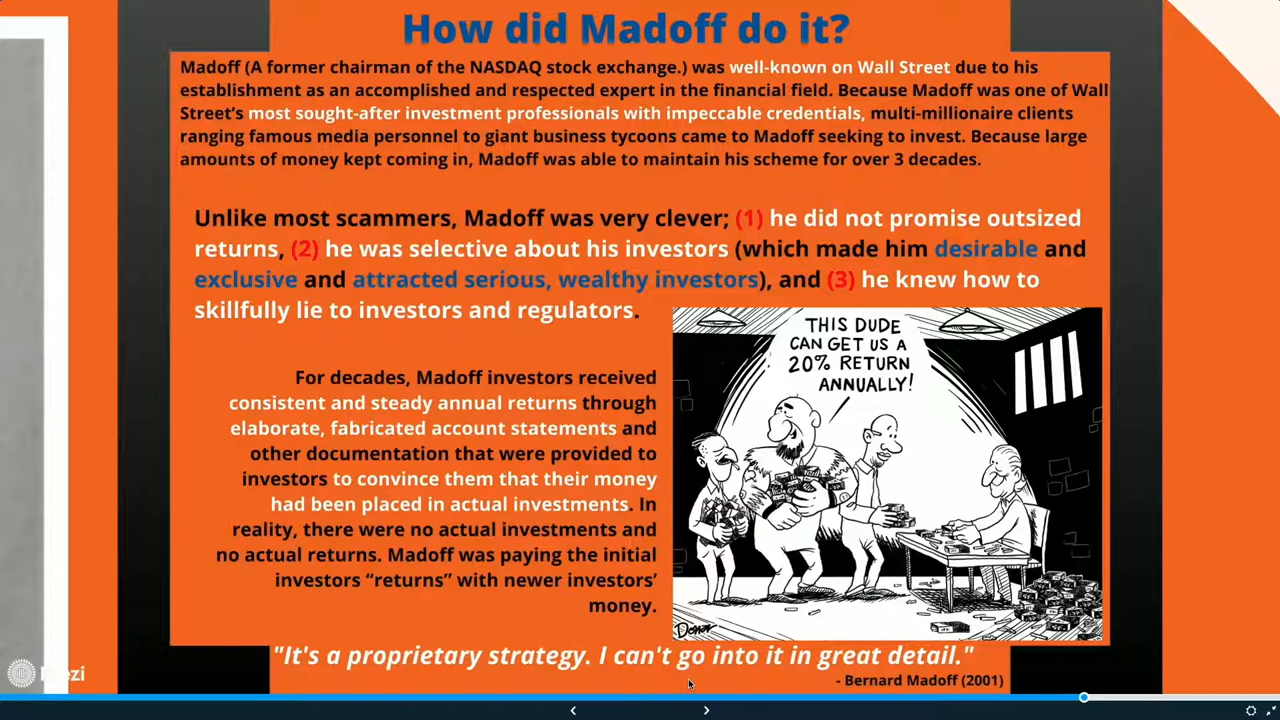 How did Madoff do it?
Madoff (A former chairman of the NASDAQ stock exchange.) was well-known on Wall Street due to his
establishment as an accomplished and respected expert in the financial field. Because Madoff was one of Wall
Street's most sought-after investment professionals with impeccable credentials, multi-millionaire clients
ranging famous media personnel to giant business tycoons came to Madoff seeking to invest. Because large
amounts of money kept coming in, Madoff was able to maintain his scheme for over 3 decades.
Unlike most scammers, Madoff was very clever; (1) he did not promise outsized
returns, (2) he was selective about his investors (which made him desirable and
exclusive and attracted serious, wealthy investors), and (3) he knew how to
skillfully lie to investors and regulators.
For decades, Madoff investors received
consistent and steady annual returns through
elaborate, fabricated account statements and
other documentation that were provided to
investors to convince them that their money
had been placed in actual investments. In
reality, there were no actual investments and
no actual returns. Madoff was paying the initial
investors “returns” with newer investors’
money.
THIS DUDE
CAN GET US A
20% RETURN
ANNUALLY!
"It's a proprietary strategy. I can't go into it in great detail."
- Bernard Madoff (2001)